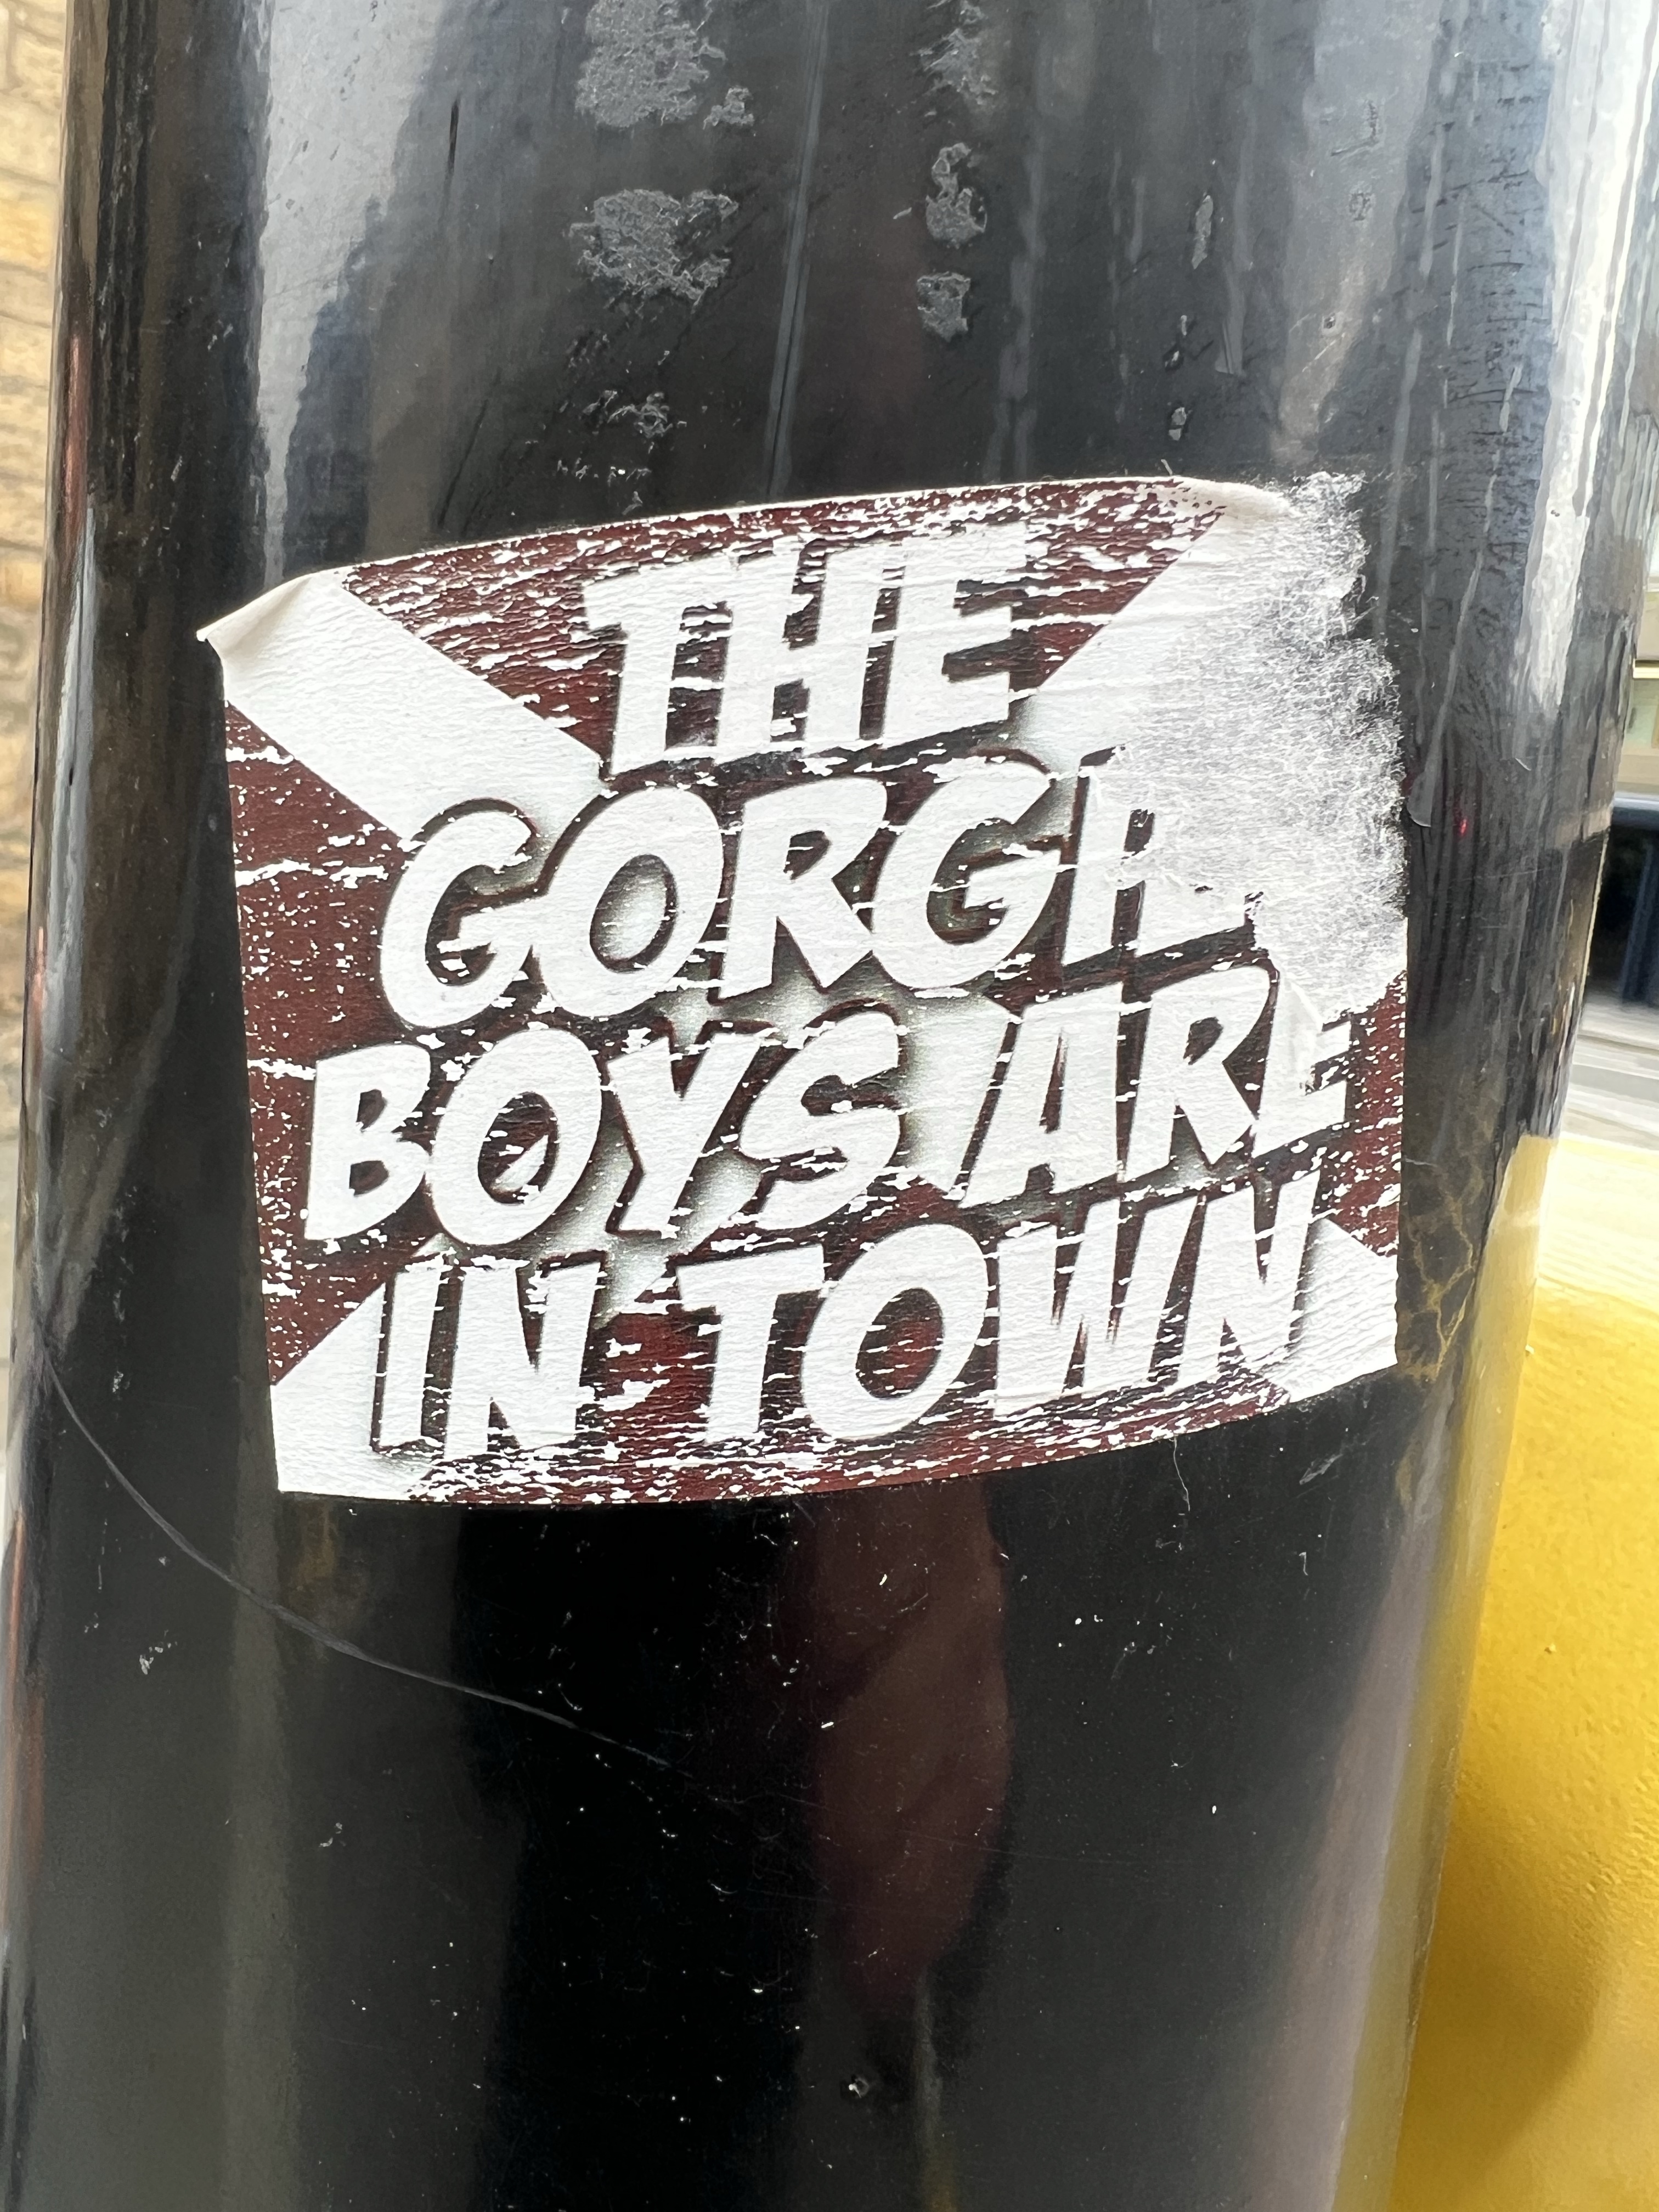 THE
GORGIE
BOYS ARE
IN TOWN